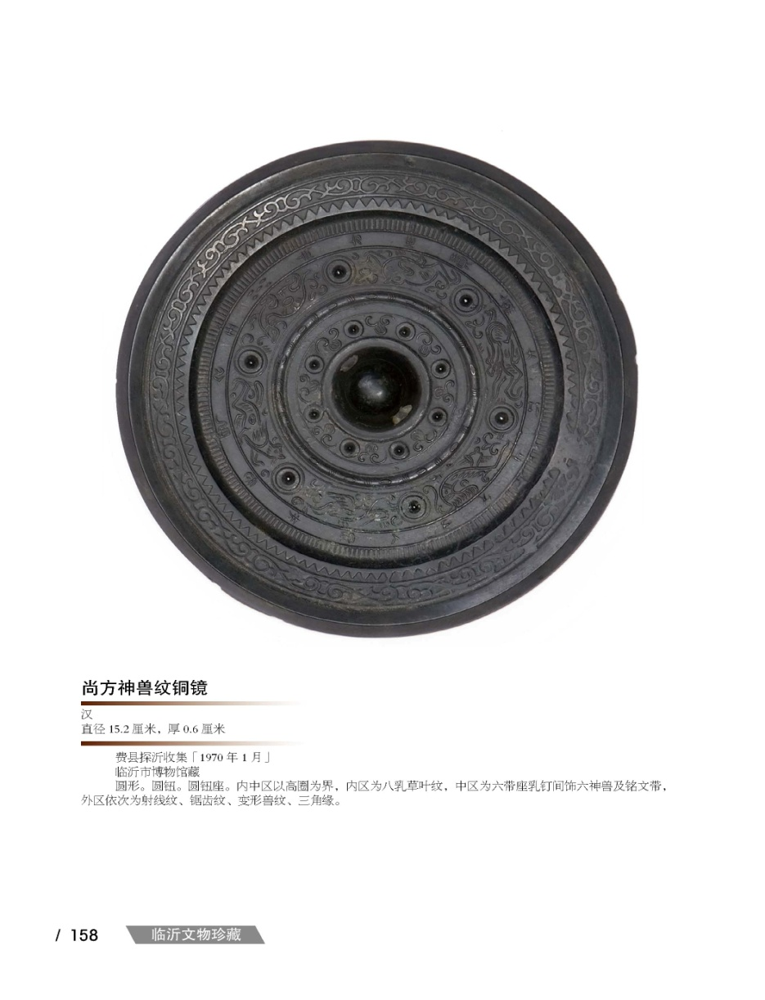 尚方神兽纹铜镜
汉
直径 15.2 厘米，厚 0.6 厘米
费县探沂收集「1970 年 1 月」
临沂市博物馆藏
圆形。圆钮。圆钮座。内中区以高圈为界，内区为八乳草叶纹，中区为六带座乳钉间饰六神兽及铭文带，
外区依次为射线纹、锯齿纹、变形兽纹、三角缘。
/ 158
临沂文物珍藏